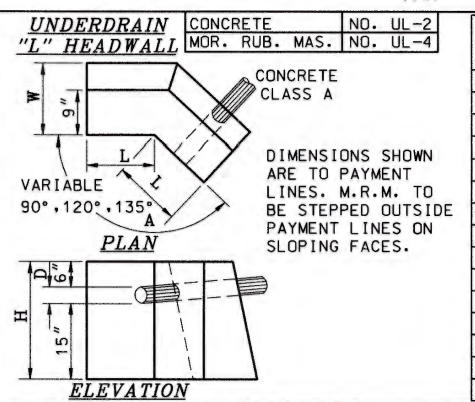 UNDERDRAIN CONCRETE NO. UL-2
"L" HEADWALL MOR. RUB. MAS. NO. UL-4
CONCRETE
CLASS A
W
9"
L
L
VARIABLE
90°,120°,135°
A
PLAN
DIMENSIONS SHOWN
ARE TO PAYMENT
LINES. M.R.M. TO
BE STEPPED OUTSIDE
PAYMENT LINES ON
SLOPING FACES.
D
6"
H
15"
ELEVATION